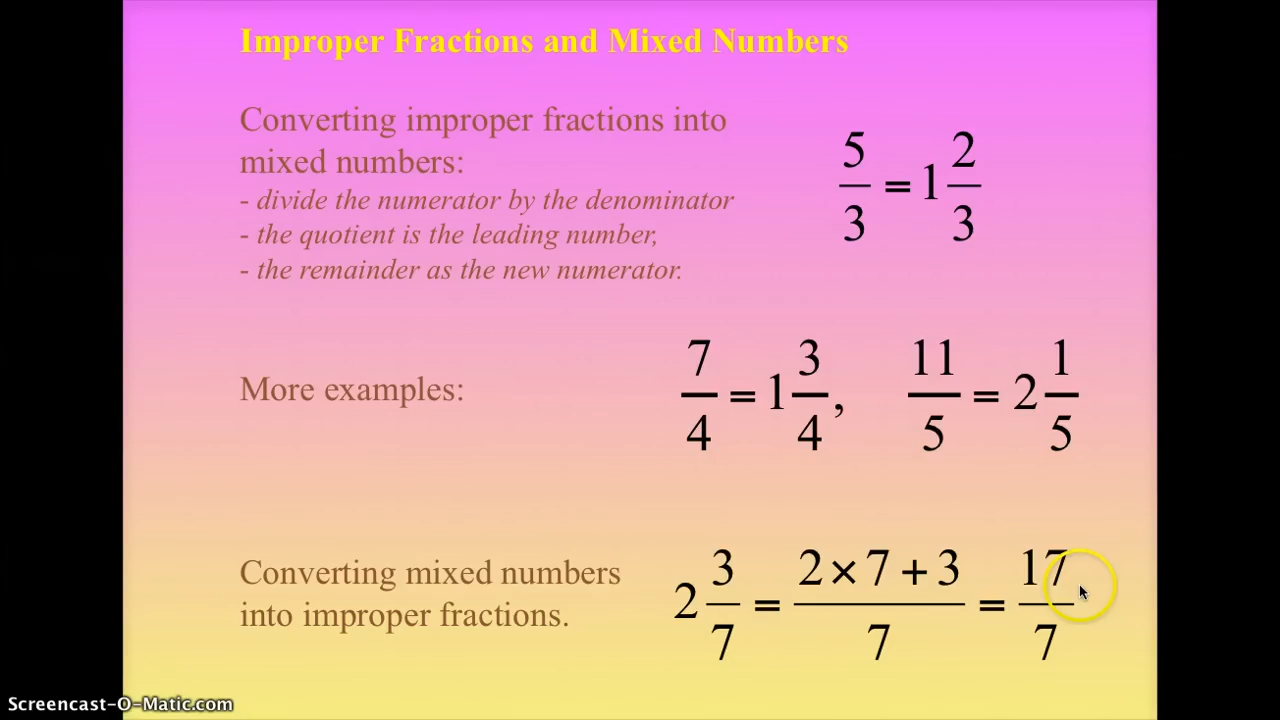 Improper Fractions and Mixed Numbers
Converting improper fractions into
mixed numbers:
- divide the numerator by the denominator
- the quotient is the leading number,
- the remainder as the new numerator.
5/3 = 1 2/3
More examples:
7/4 = 1 3/4, 11/5 = 2 1/5
Converting mixed numbers
into improper fractions.
2 3/7 = 2 × 7 + 3/7 = 17/7
Screencast-O-Matic.com